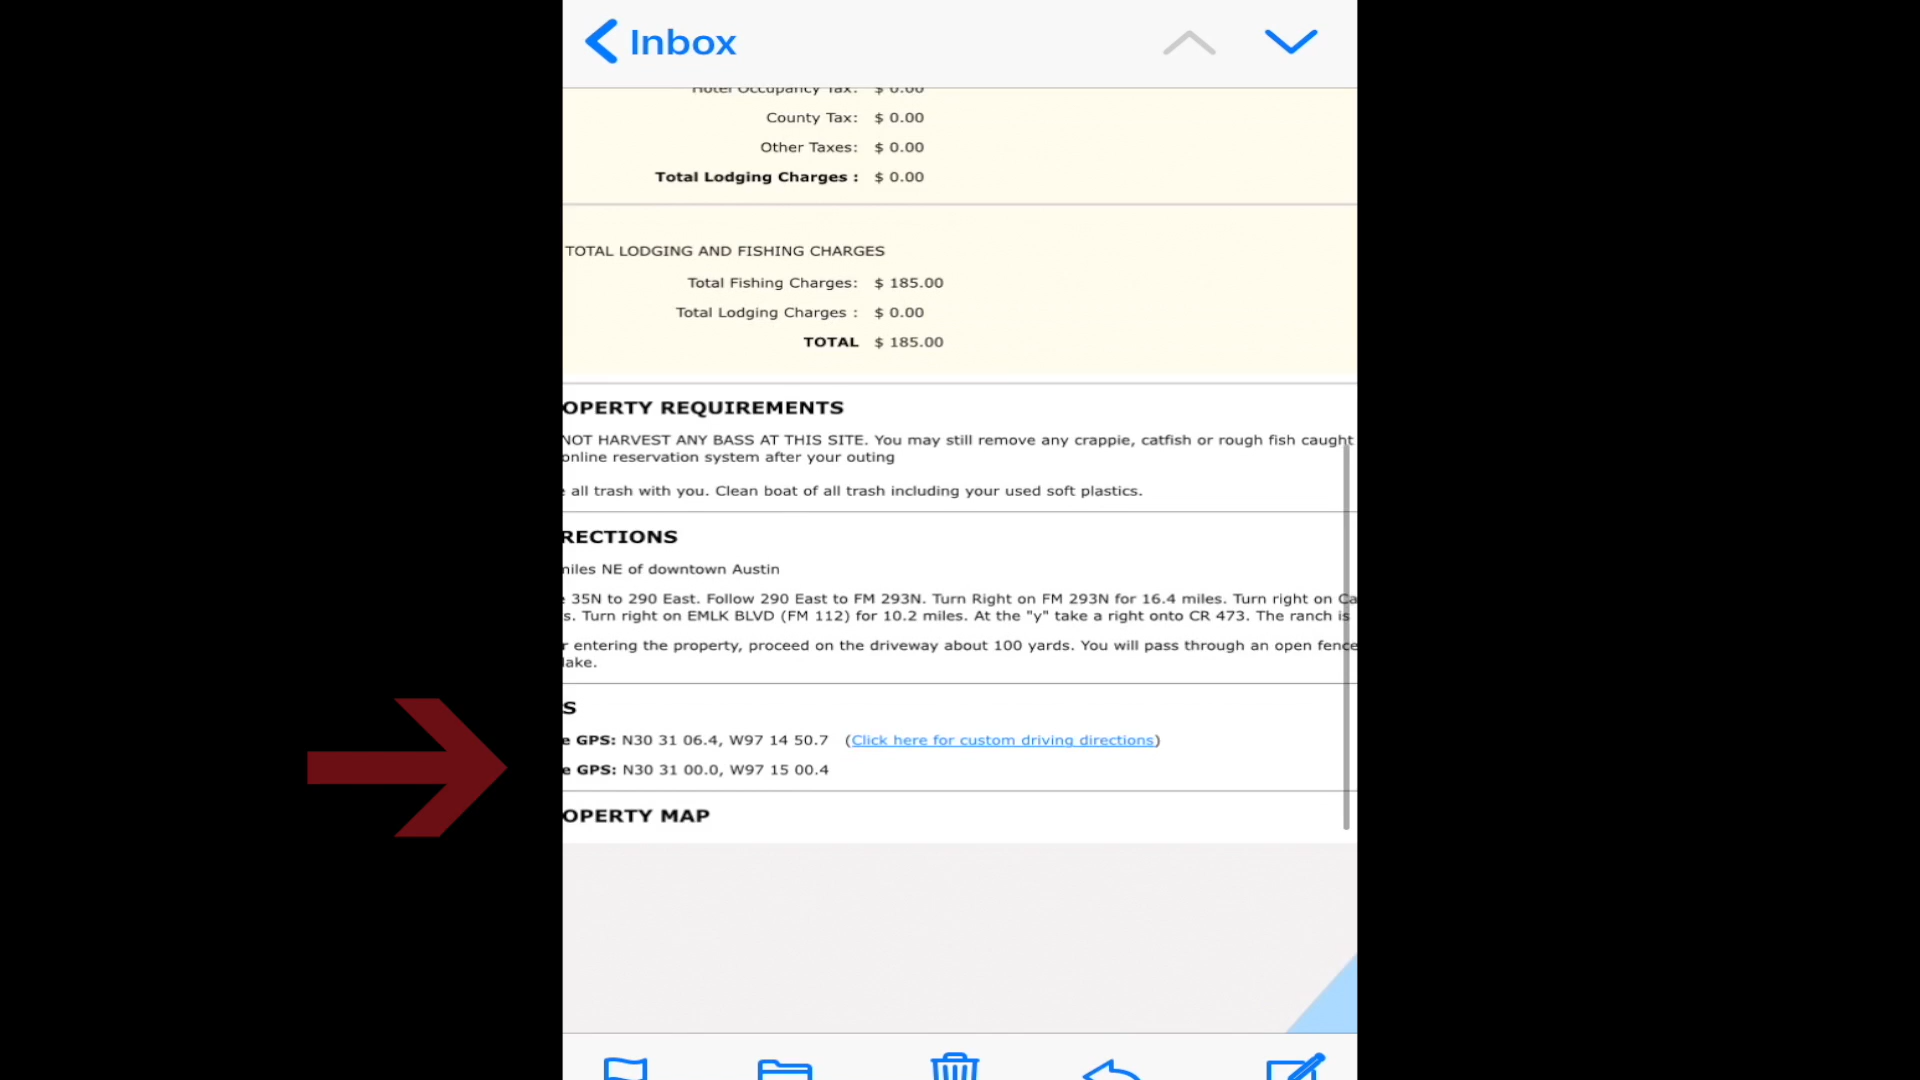 Inbox
Hotel Occupancy Tax: $ 0.00
County Tax: $ 0.00
Other Taxes: $ 0.00
Total Lodging Charges : $ 0.00
TOTAL LODGING AND FISHING CHARGES
Total Fishing Charges: $ 185.00
Total Lodging Charges : $ 0.00
TOTAL $ 185.00
OPERTY REQUIREMENTS
NOT HARVEST ANY BASS AT THIS SITE. You may still remove any crappie, catfish or rough fish caught
online reservation system after your outing
e all trash with you. Clean boat of all trash including your used soft plastics.
RECTIONS
miles NE of downtown Austin
e 35N to 290 East. Follow 290 East to FM 293N. Turn Right on FM 293N for 16.4 miles. Turn right on Ca
s. Turn right on EMLK BLVD (FM 112) for 10.2 miles. At the "y" take a right onto CR 473. The ranch is
r entering the property, proceed on the driveway about 100 yards. You will pass through an open fence
lake.
S
e GPS: N30 31 06.4, W97 14 50.7 (Click here for custom driving directions)
e GPS: N30 31 00.0, W97 15 00.4
OPERTY MAP